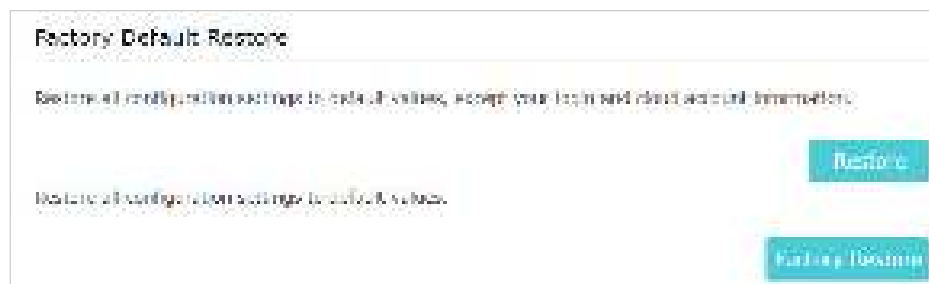 Factory Default Restore
Restore all configuration settings to default values, except your login and cloud account information.
Restore
Restore all configuration settings to default values.
Factory Restore